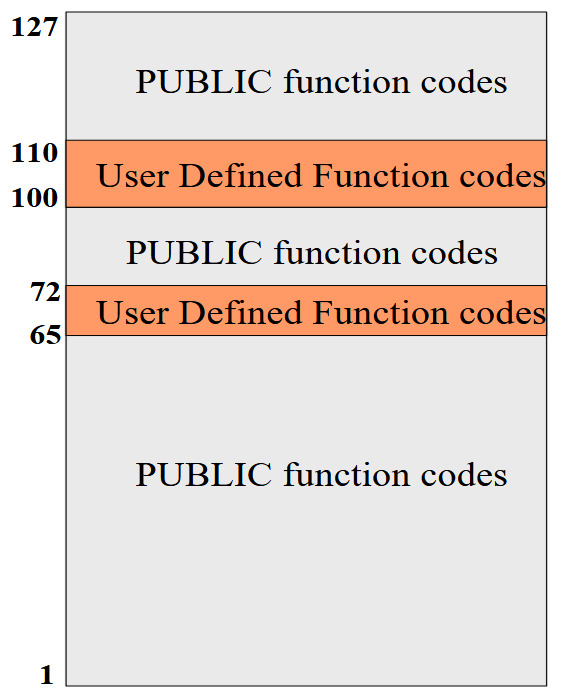 127
PUBLIC function codes
110
User Defined Function codes
100
PUBLIC function codes
72
User Defined Function codes
65
PUBLIC function codes
1